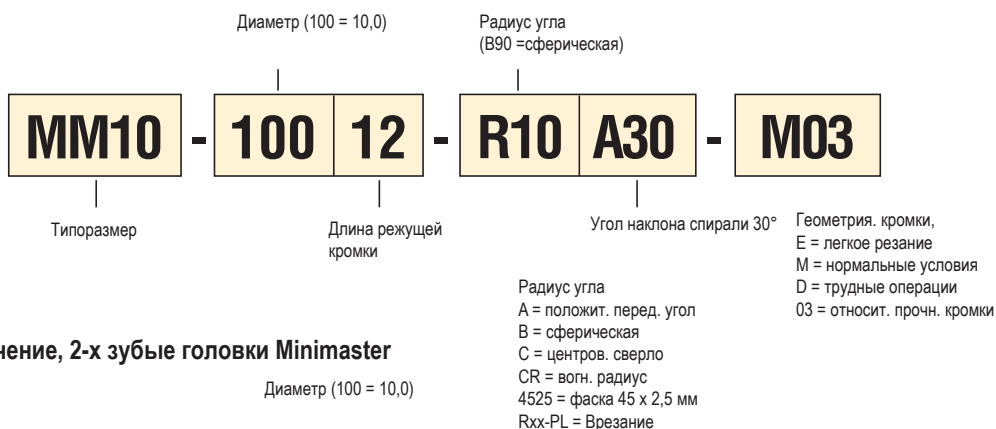 Диаметр (100 = 10,0)
Радиус угла
(B90 =сферическая)
MM10 - 100 12 - R10 A30 - M03
Типоразмер
Длина режущей
кромки
Угол наклона спирали 30°
Геометрия. кромки,
E = легкое резание
M = нормальные условия
D = трудные операции
03 = относит. прочн. кромки
Радиус угла
A = положит. перед. угол
B = сферическая
C = центров. сверло
CR = вогн. радиус
4525 = фаска 45 x 2,5 мм
Rxx-PL = Врезание
чение, 2-х зубые головки Minimaster
Диаметр (100 = 10,0)